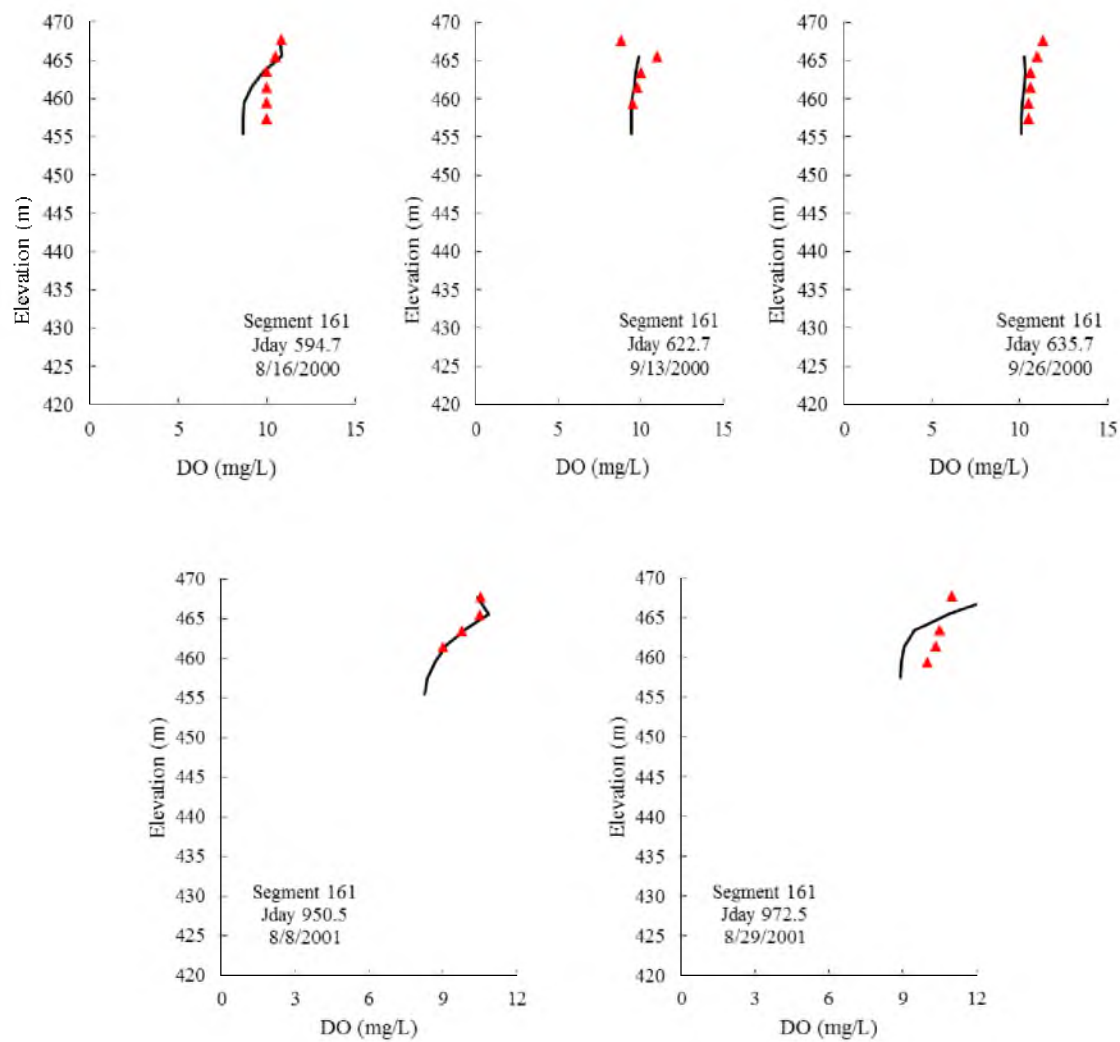 470
465
460
455
450
445
440
435
430
425
420
Elevation (m)
Segment 161
Jday 594.7
8/16/2000
0 5 10 15
DO (mg/L)
470
465
460
455
450
445
440
435
430
425
420
Elevation (m)
Segment 161
Jday 622.7
9/13/2000
0 5 10 15
DO (mg/L)
470
465
460
455
450
445
440
435
430
425
420
Elevation (m)
Segment 161
Jday 635.7
9/26/2000
0 5 10 15
DO (mg/L)
470
465
460
455
450
445
440
435
430
425
420
Elevation (m)
Segment 161
Jday 950.5
8/8/2001
0 3 6 9 12
DO (mg/L)
470
465
460
455
450
445
440
435
430
425
420
Elevation (m)
Segment 161
Jday 972.5
8/29/2001
0 3 6 9 12
DO (mg/L)